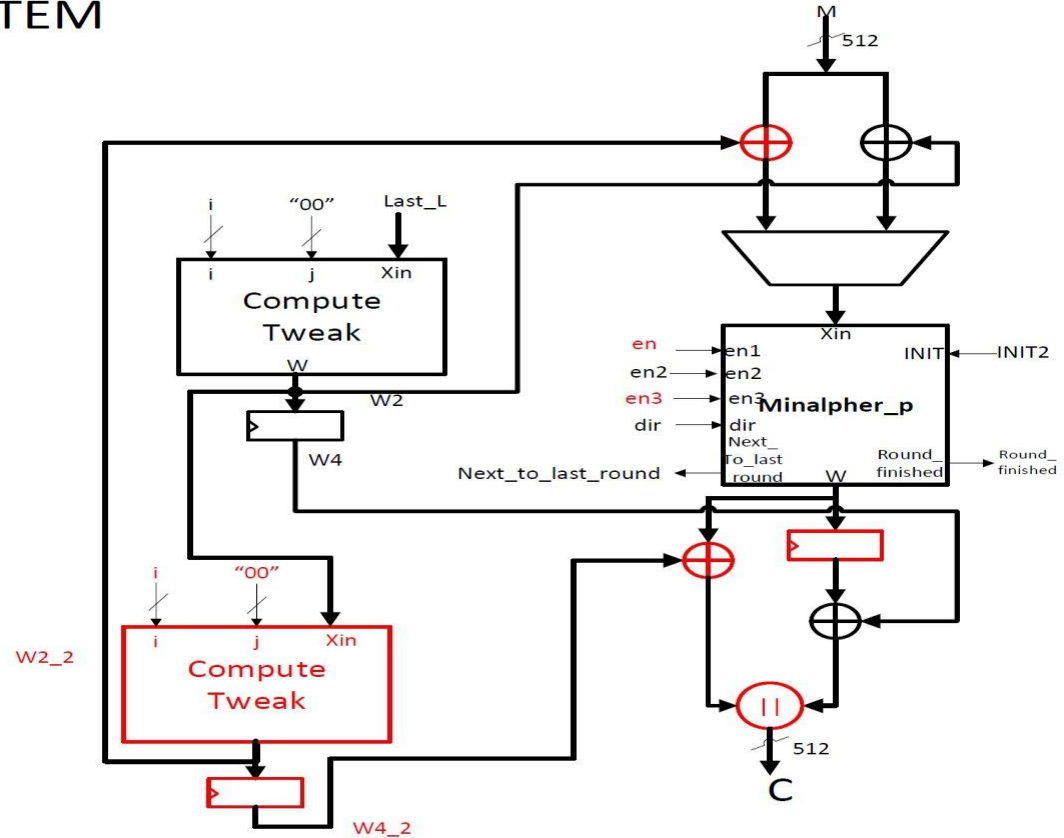 TEM
M
512
i
“00”
Last_L
i
j
Xin
Compute
Tweak
W
W2
W4
Xin
en
en1
INIT
INIT2
en2
en2
en3
en3
Minalpher_p
dir
dir
Next_
To_last
round
Round_
finished
Round_
finished
Next_to_last_round
W
i
“00”
i
j
Xin
W2_2
Compute
Tweak
||
512
C
W4_2